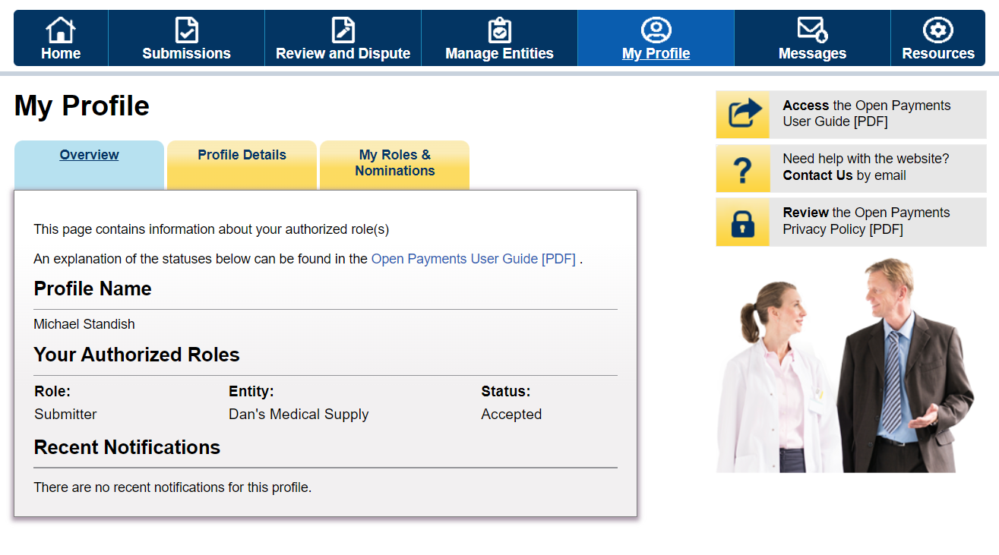 Home
Submissions
Review and Dispute
Manage Entities
My Profile
Messages
Resources
My Profile
Overview
Profile Details
My Roles &
Nominations
This page contains information about your authorized role(s)
An explanation of the statuses below can be found in the Open Payments User Guide [PDF] .
Profile Name
Michael Standish
Your Authorized Roles
Role: Entity: Status:
Submitter Dan's Medical Supply Accepted
Recent Notifications
There are no recent notifications for this profile.
Access the Open Payments
User Guide [PDF]
Need help with the website?
Contact Us by email
Review the Open Payments
Privacy Policy [PDF]